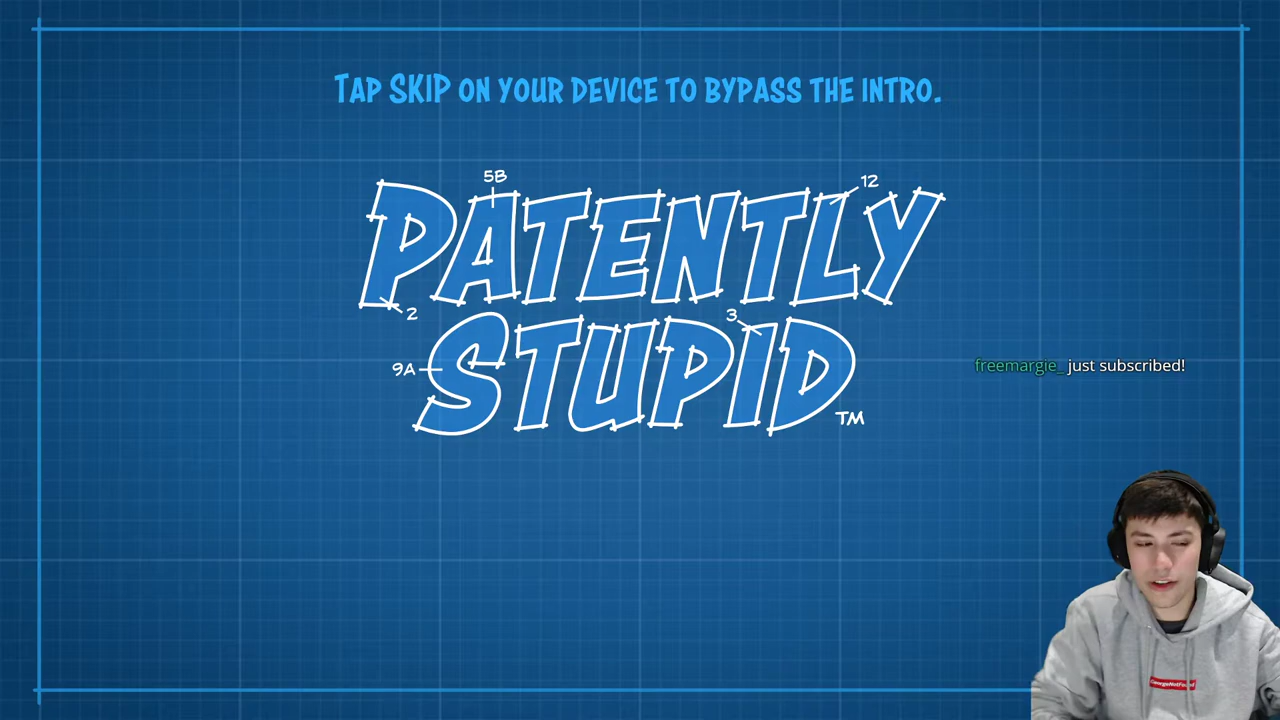 TAP SKIP ON YOUR DEVICE TO BYPASS THE INTRO.
5B
12
PATENTLY
2
3
9A
STUPID
TM
freemargie_ just subscribed!
GeorgeNotFound